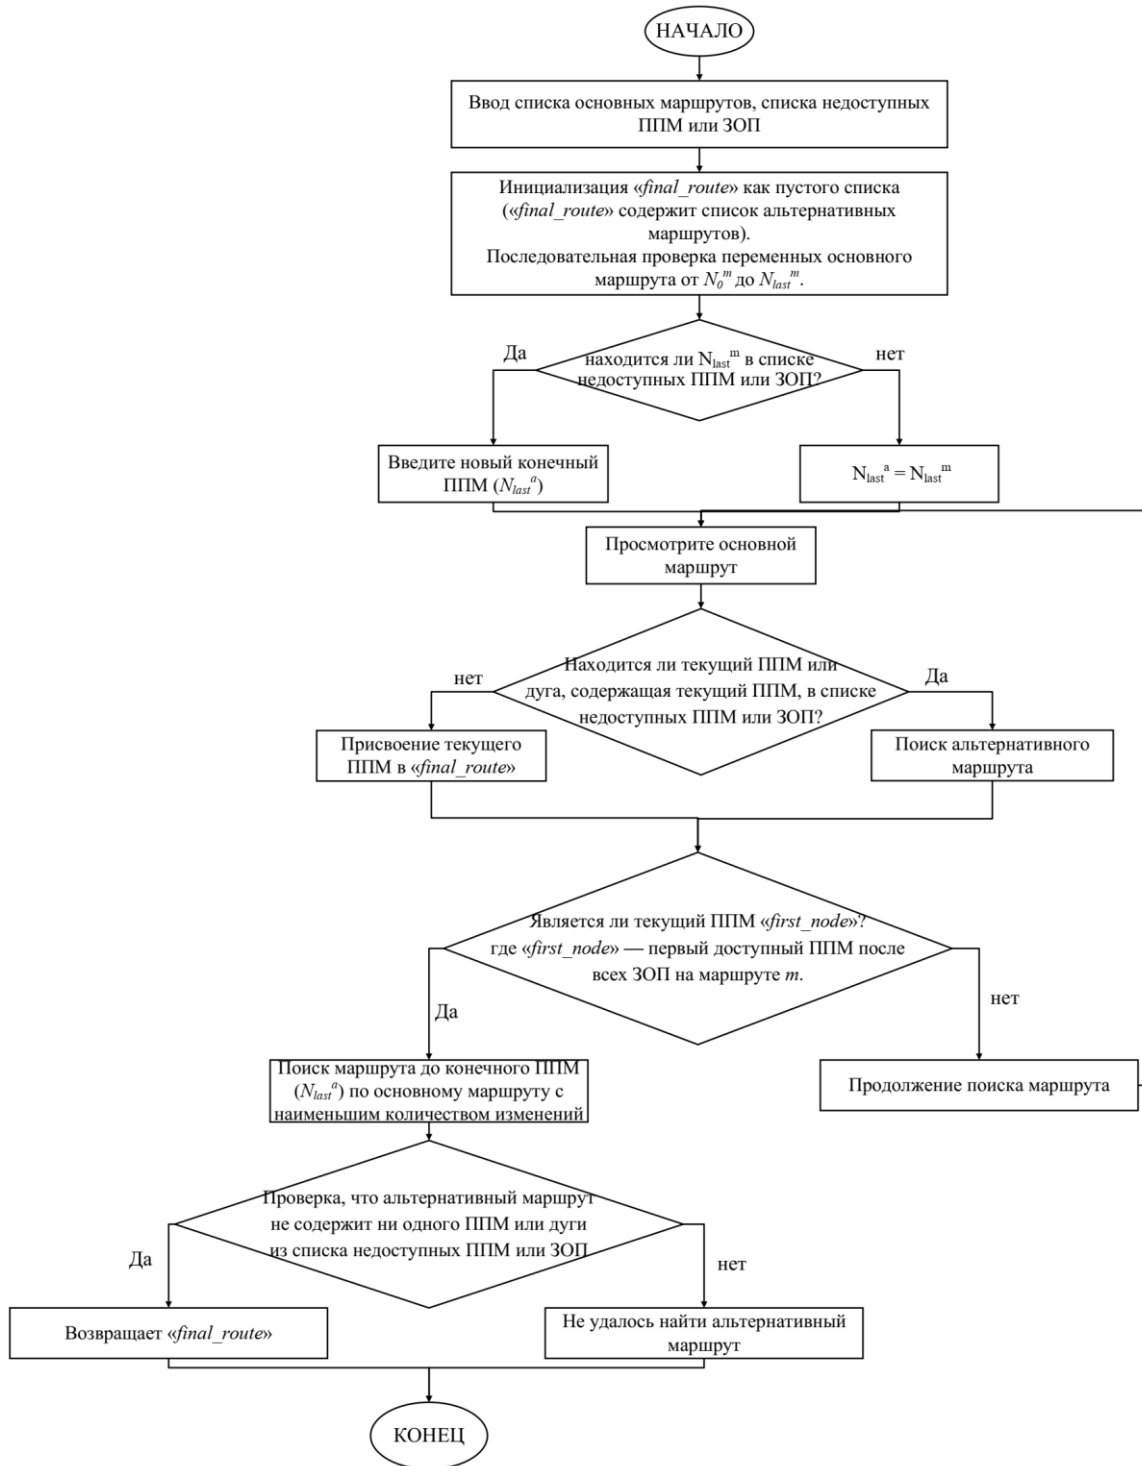 НАЧАЛО
Ввод списка основных маршрутов, списка недоступных
ППМ или ЗОП
Инициализация «final_route» как пустого списка
(«final_route» содержит список альтернативных
маршрутов).
Последовательная проверка переменных основного
маршрута от N₀ᵐ до N_last^m.
Да
находится ли N_last^m в списке
недоступных ППМ или ЗОП?
нет
Введите новый конечный
ППМ (N_last^a)
N_last^a = N_last^m
Просмотрите основной
маршрут
нет
Находится ли текущий ППМ или
дуга, содержащая текущий ППМ, в списке
недоступных ППМ или ЗОП?
Да
Присвоение текущего
ППМ в «final_route»
Поиск альтернативного
маршрута
Является ли текущий ППМ «first_node»?
где «first_node» — первый доступный ППМ после
всех ЗОП на маршруте m.
Да
нет
Поиск маршрута до конечного ППМ
(N_last^a) по основному маршруту с
наименьшим количеством изменений
Продолжение поиска маршрута
Проверка, что альтернативный маршрут
не содержит ни одного ППМ или дуги
из списка недоступных ППМ или ЗОП
Да
нет
Возвращает «final_route»
Не удалось найти альтернативный
маршрут
КОНЕЦ